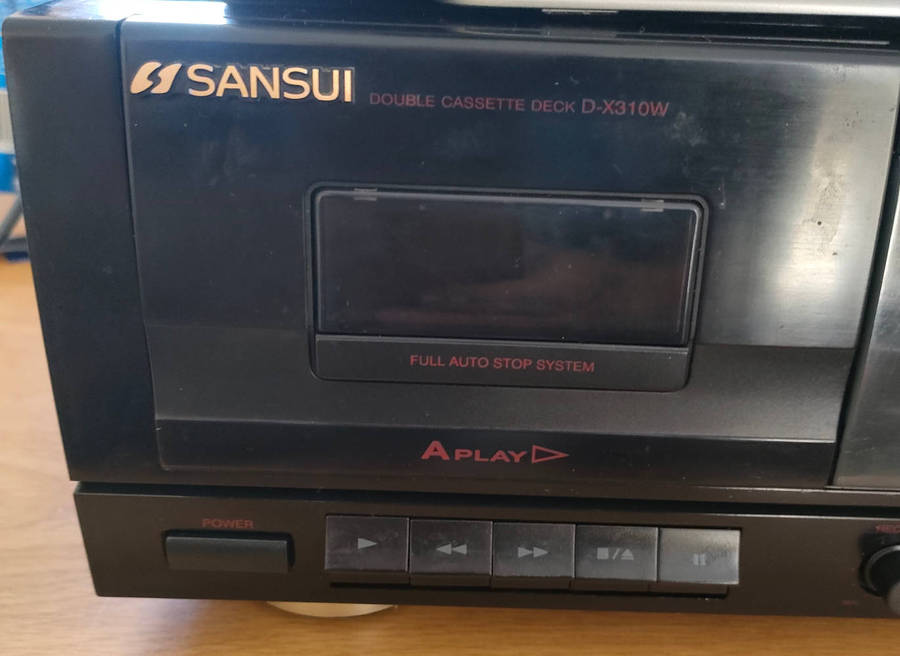 SANSUI
DOUBLE CASSETTE DECK D-X310W
FULL AUTO STOP SYSTEM
A PLAY
POWER